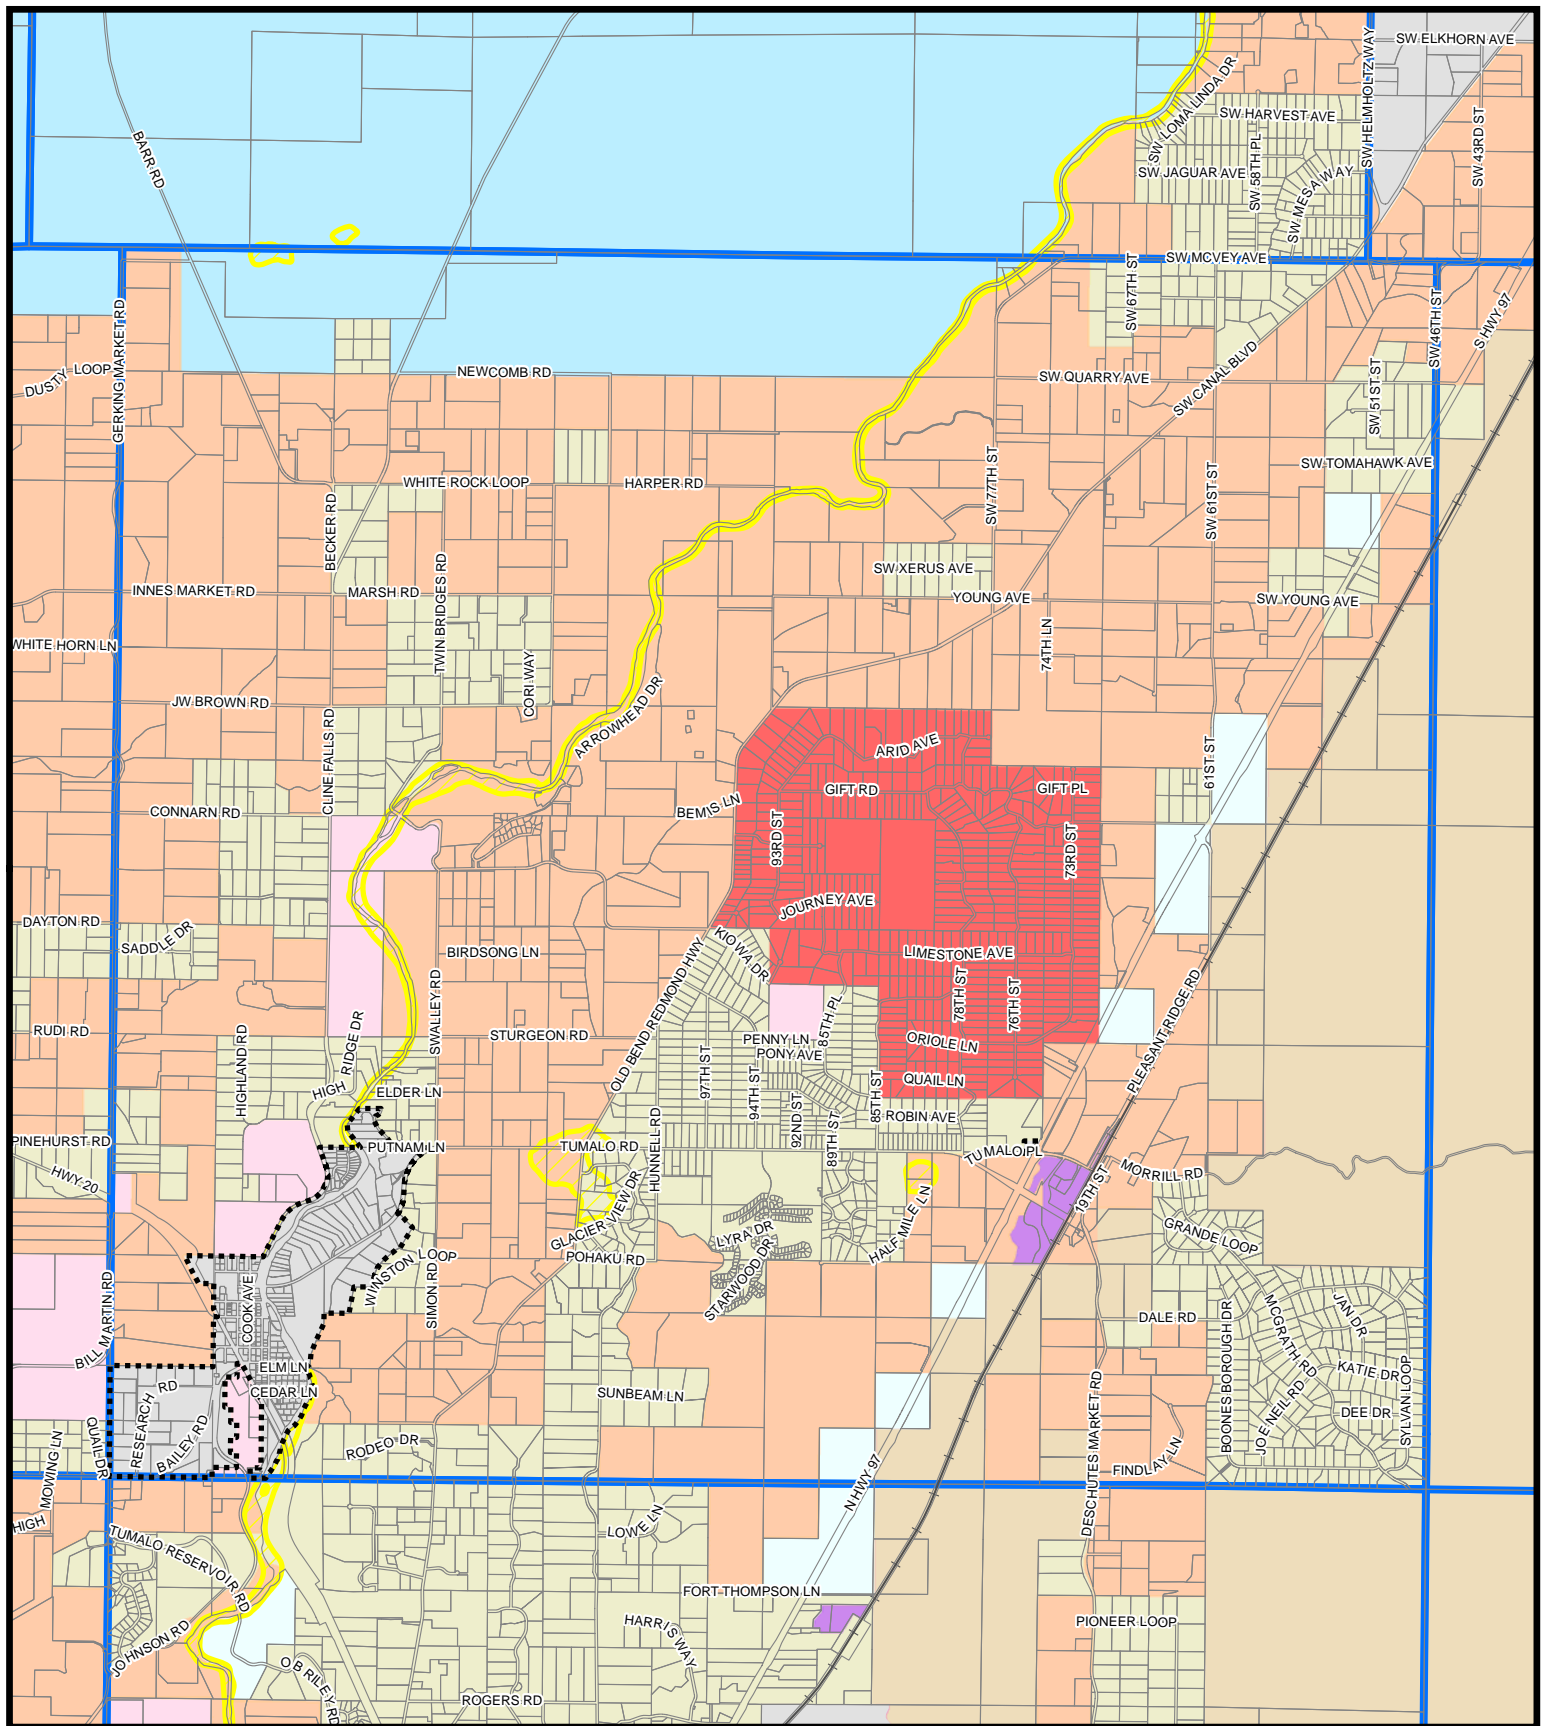 SW ELKHORN AVE
SW HELMHOLTZ WAY
SW LOMA LINDA DR
SW HARVEST AVE
SW 43RD ST
BARR RD
SW 58TH PL
SW JAGUAR AVE
SW MESA WAY
SW MCVEY AVE
SW 67TH ST
SW 46TH ST
S HWY 97
GERKING MARKET RD
DUSTY LOOP
NEWCOMB RD
SW QUARRY AVE
SW CANAL BLVD
SW 51ST ST
SW TOMAHAWK AVE
WHITE ROCK LOOP
HARPER RD
SW 77TH ST
SW 61ST ST
BECKER RD
SW XERUS AVE
INNES MARKET RD
MARSH RD
TWIN BRIDGES RD
YOUNG AVE
SW YOUNG AVE
WHITE HORN LN
74TH LN
CORI WAY
JW BROWN RD
ARROWHEAD DR
CLINE FALLS RD
ARID AVE
61ST ST
GIFT RD
GIFT PL
CONNARN RD
BEMIS LN
93RD ST
73RD ST
JOURNEY AVE
DAYTON RD
SADDLE DR
BIRDSONG LN
KIOWA DR
LIMESTONE AVE
OLD BEND REDMOND HWY
78TH ST
76TH ST
SWALLEY RD
RUDI RD
STURGEON RD
85TH PL
PENNY LN
PONY AVE
ORIOLE LN
PLEASANT RIDGE RD
HIGHLAND RD
HIGH RIDGE DR
ELDER LN
97TH ST
94TH ST
92ND ST
85TH ST
QUAIL LN
ROBIN AVE
PINEHURST RD
PUTNAM LN
TUMALO RD
HUNNELL RD
89TH ST
TUMALO PL
MORRILL RD
HWY 20
19TH ST
GLACIER VIEW DR
HALF MILE LN
GRANDE LOOP
LYRA DR
POHAKU RD
WINSTON LOOP
STARWOOD DR
SIMON RD
COOK AVE
BILL MARTIN RD
DALE RD
BOONESBOROUGH DR
MCGRATH RD
JAN DR
ELM LN
CEDAR LN
KATIE DR
RESEARCH RD
SUNBEAM LN
DESCHUTES MARKET RD
JOE NEIL RD
DEE DR
SYLVAN LOOP
QUAIL DR
BAILEY RD
RODEO DR
MOWING LN
FINDLAY LN
N HWY 97
HIGH
LOWE LN
TUMALO RESERVOIR RD
FORT THOMPSON LN
JOHNSON RD
HARRIS WAY
PIONEER LOOP
O B RILEY RD
ROGERS RD